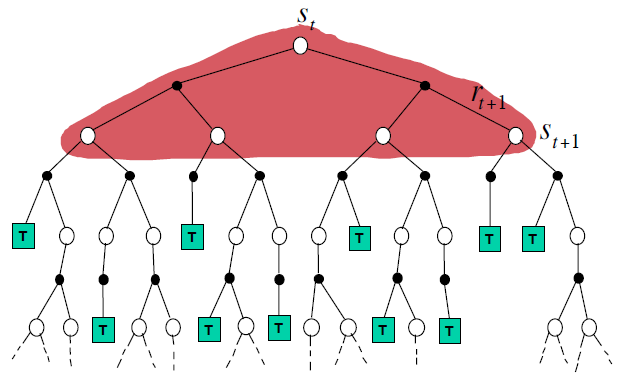 s_t
r_{t+1}
s_{t+1}
T T T T T
T T T T T